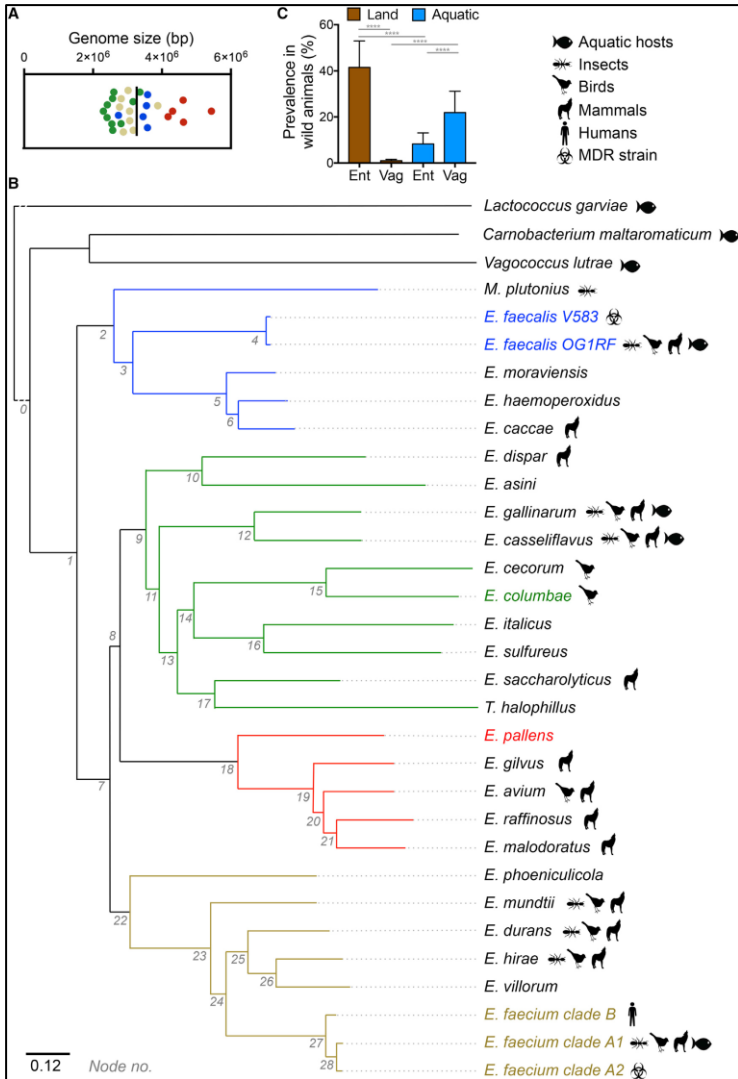 A
Genome size (bp)
0 2×10⁶ 4×10⁶ 6×10⁶
C
Land Aquatic
Prevalence in
wild animals (%)
60
40
20
0
**** **** **** ****
Ent Vag Ent Vag
Aquatic hosts
Insects
Birds
Mammals
Humans
MDR strain
B
Lactococcus garviae
Carnobacterium maltaromaticum
Vagococcus lutrae
M. plutonius
E. faecalis V583
E. faecalis OG1RF
E. moraviensis
E. haemoperoxidus
E. caccae
E. dispar
E. asini
E. gallinarum
E. casseliflavus
E. cecorum
E. columbae
E. italicus
E. sulfureus
E. saccharolyticus
T. halophillus
E. pallens
E. gilvus
E. avium
E. raffinosus
E. malodoratus
E. phoeniculicola
E. mundtii
E. durans
E. hirae
E. villorum
E. faecium clade B
E. faecium clade A1
E. faecium clade A2
0
1
2
3
4
5
6
7
8
9
10
11
12
13
14
15
16
17
18
19
20
21
22
23
24
25
26
27
28
0.12 Node no.